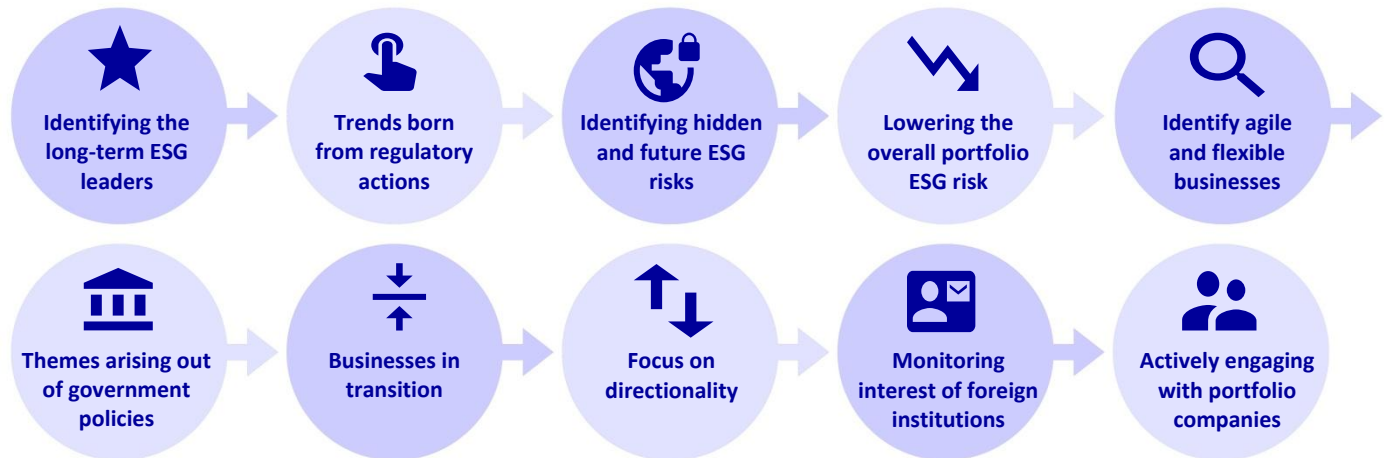 Identifying the
long-term ESG
leaders
Trends born
from regulatory
actions
Identifying hidden
and future ESG
risks
Lowering the
overall portfolio
ESG risk
Identify agile
and flexible
businesses
Themes arising out
of government
policies
Businesses in
transition
Focus on
directionality
Monitoring
interest of foreign
institutions
Actively engaging
with portfolio
companies